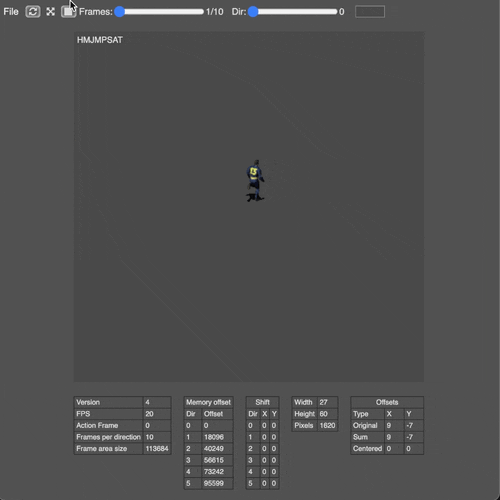 File Frames: 1/10 Dir: 0
HMJMPSAT
Version 4
FPS 20
Action Frame 0
Frames per direction 10
Frame area size 113684
Memory offset
Dir Offset
0 0
1 18096
2 40249
3 56615
4 73242
5 95599
Shift
Dir X Y
0 0 0
1 0 0
2 0 0
3 0 0
4 0 0
5 0 0
Width 27
Height 60
Pixels 1620
Offsets
Type X Y
Original 9 -7
Sum 9 -7
Centered 0 0